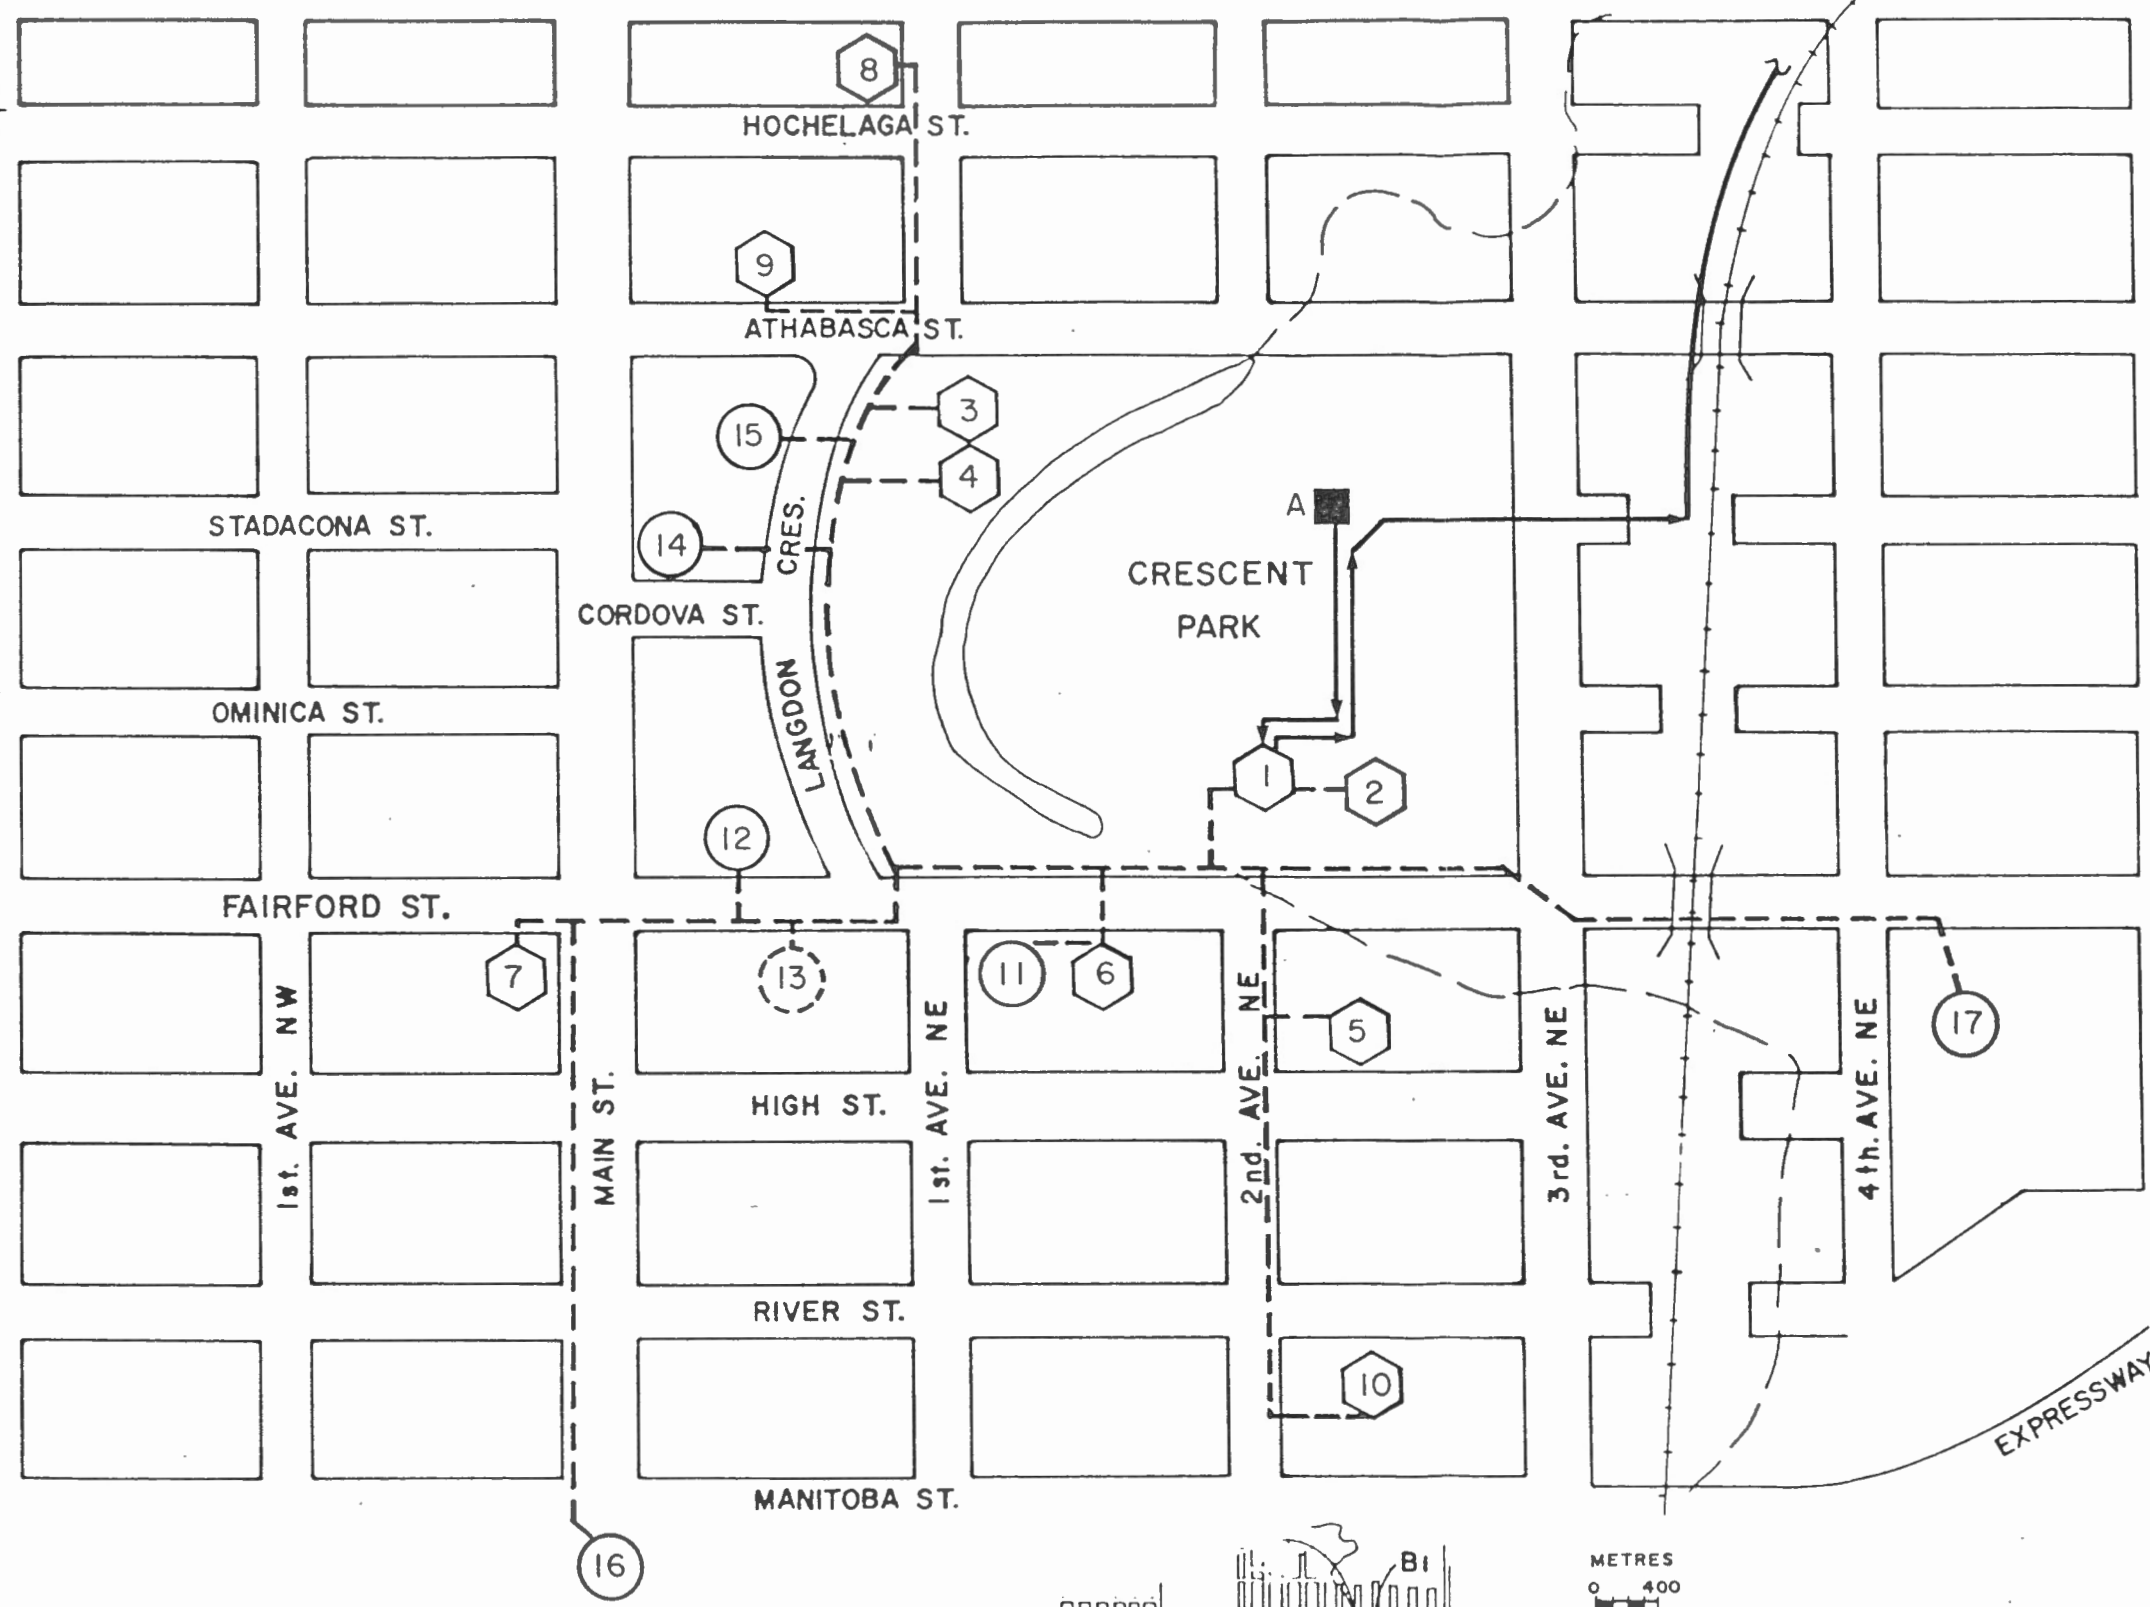 8
HOCHELAGA ST.
9
ATHABASCA ST.
3
15
4
A
STADACONA ST.
14
CRES.
CRESCENT
PARK
CORDOVA ST.
LANGDON
OMINICA ST.
1
2
12
FAIRFORD ST.
7
13
11
6
5
17
1st. AVE. NW
MAIN ST.
HIGH ST.
1st. AVE. NE
2nd. AVE. NE
3rd. AVE. NE
4th. AVE. NE
RIVER ST.
10
EXPRESSWAY
MANITOBA ST.
16
B1
METRES
0 400